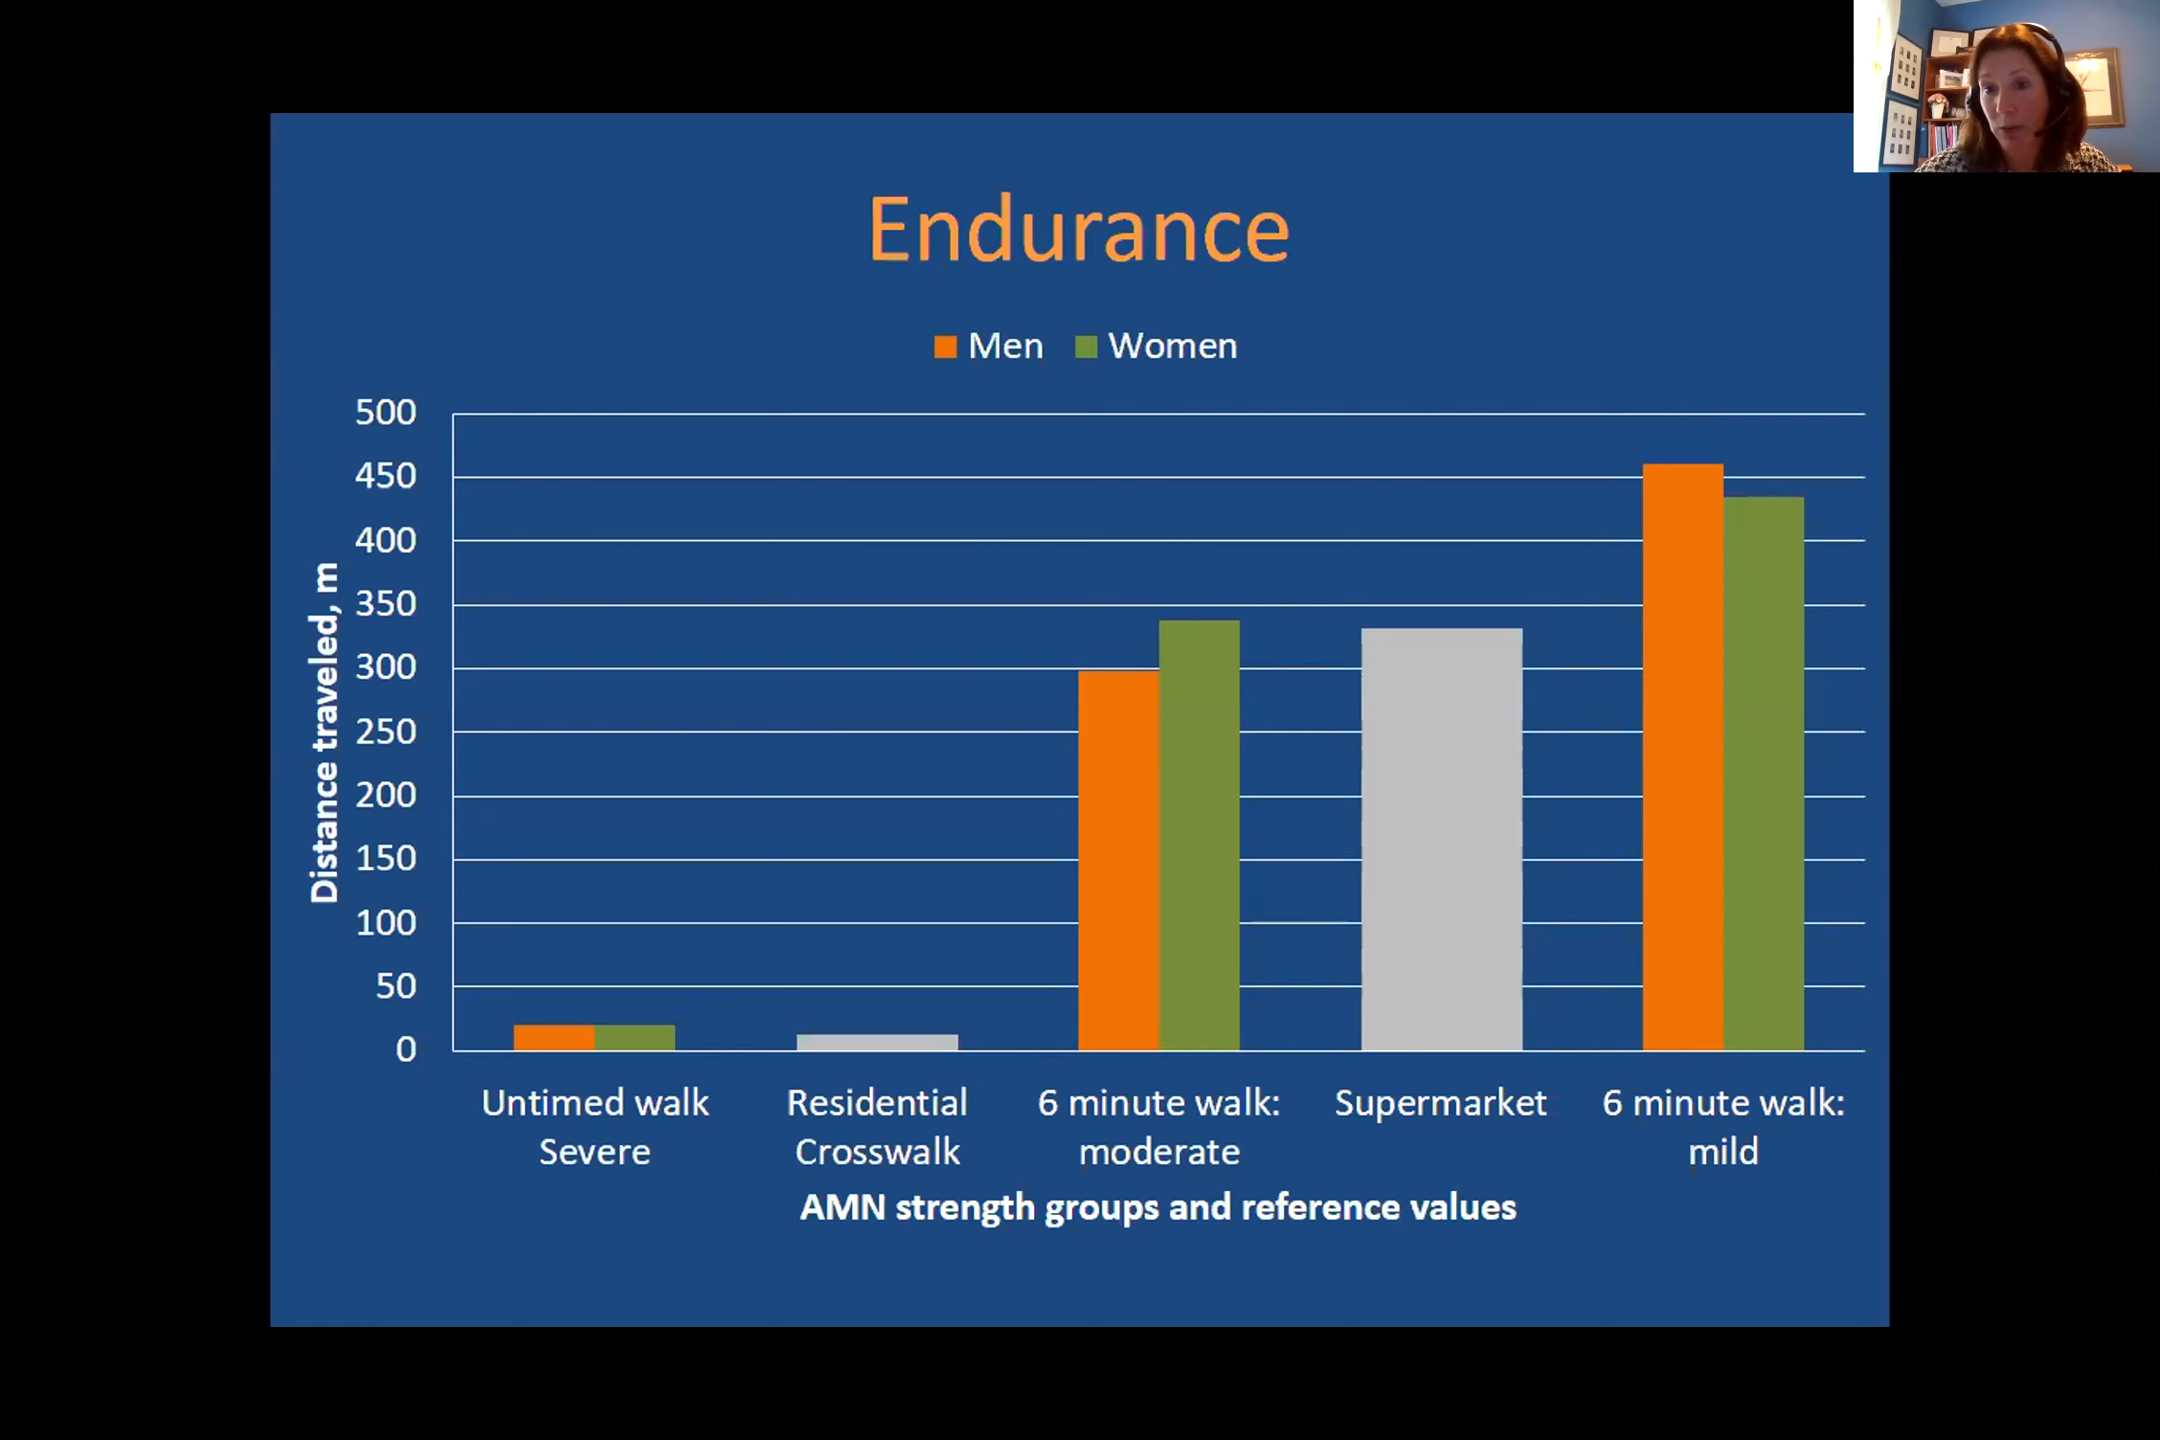 Endurance
Men Women
500
450
400
350
300
250
200
150
100
50
0
Distance traveled, m
Untimed walk
Severe
Residential
Crosswalk
6 minute walk:
moderate
Supermarket
6 minute walk:
mild
AMN strength groups and reference values